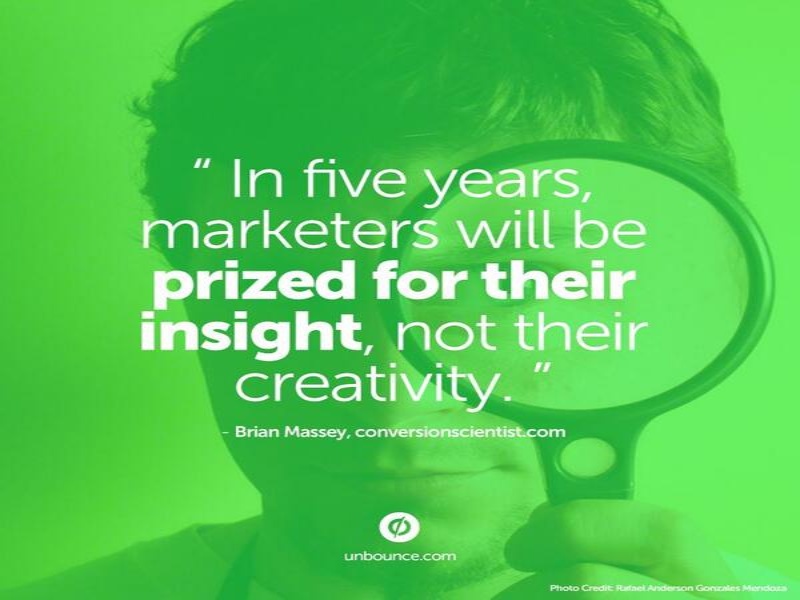 “ In five years,
marketers will be
prized for their
insight, not their
creativity. ”
- Brian Massey, conversionscientist.com
unbounce.com
Photo Credit: Rafael Anderson Gonzales Mendoza